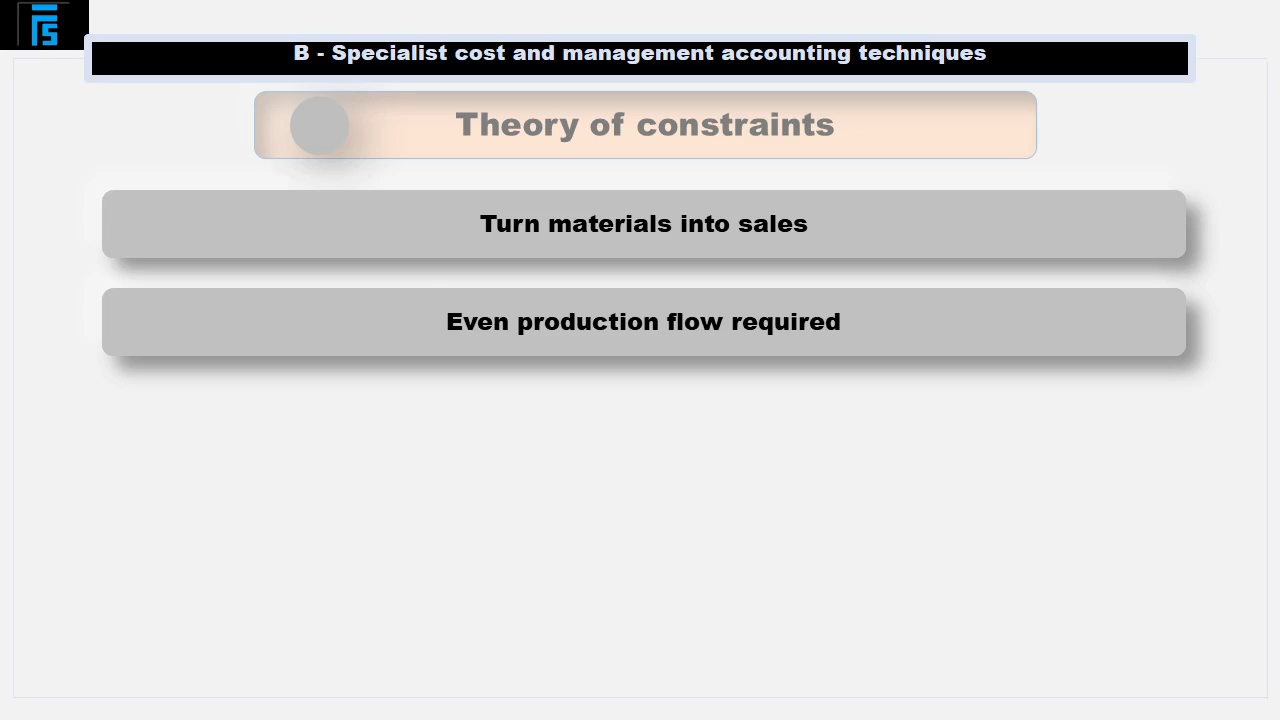 B - Specialist cost and management accounting techniques
Theory of constraints
Turn materials into sales
Even production flow required